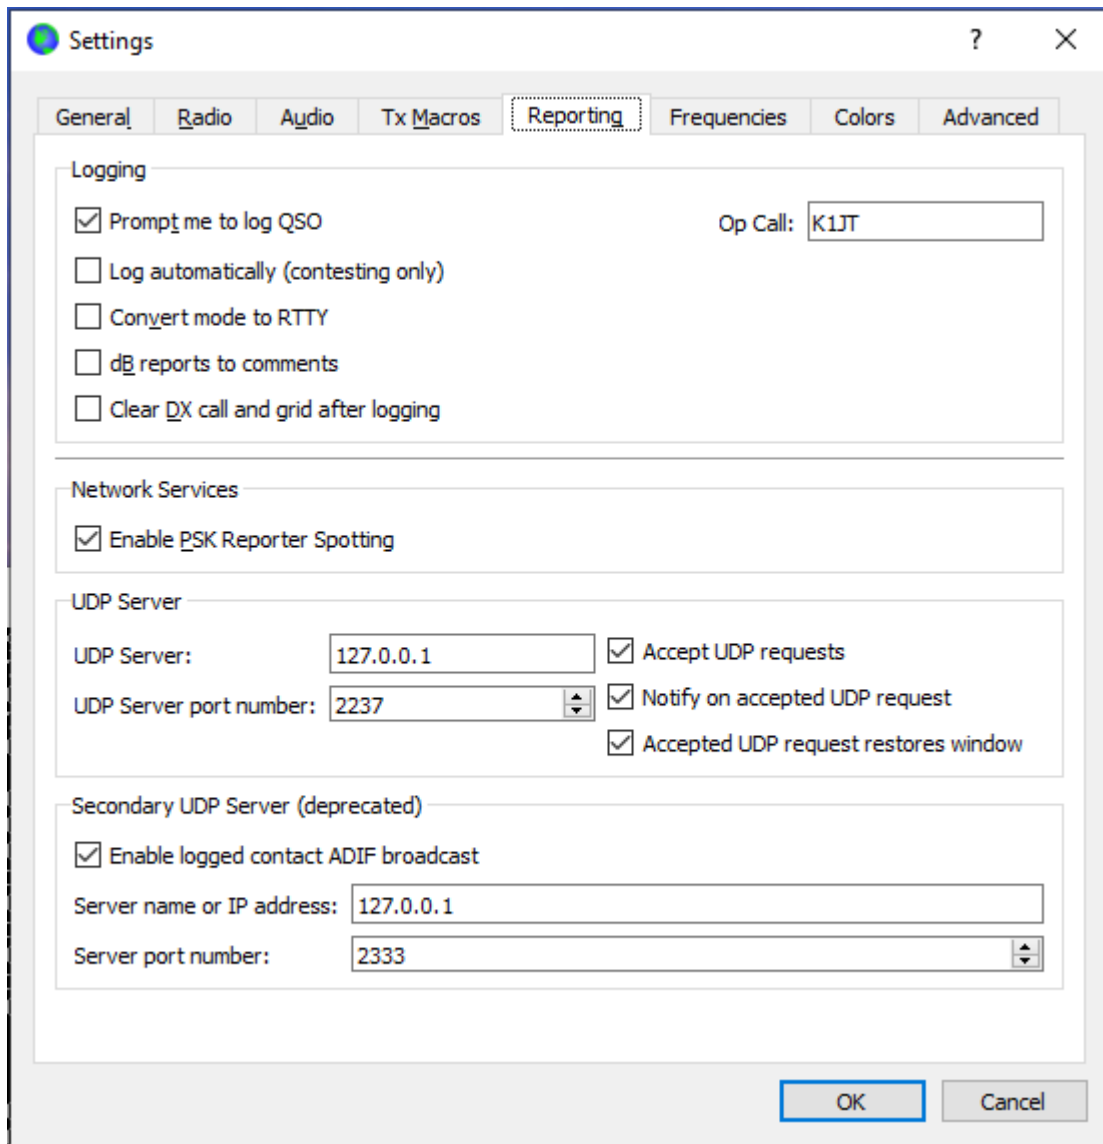 Settings
?
General Radio Audio Tx Macros Reporting Frequencies Colors Advanced
Logging
Prompt me to log QSO Op Call: K1JT
Log automatically (contesting only)
Convert mode to RTTY
dB reports to comments
Clear DX call and grid after logging
Network Services
Enable PSK Reporter Spotting
UDP Server
UDP Server: 127.0.0.1 Accept UDP requests
UDP Server port number: 2237 Notify on accepted UDP request
Accepted UDP request restores window
Secondary UDP Server (deprecated)
Enable logged contact ADIF broadcast
Server name or IP address: 127.0.0.1
Server port number: 2333
OK Cancel